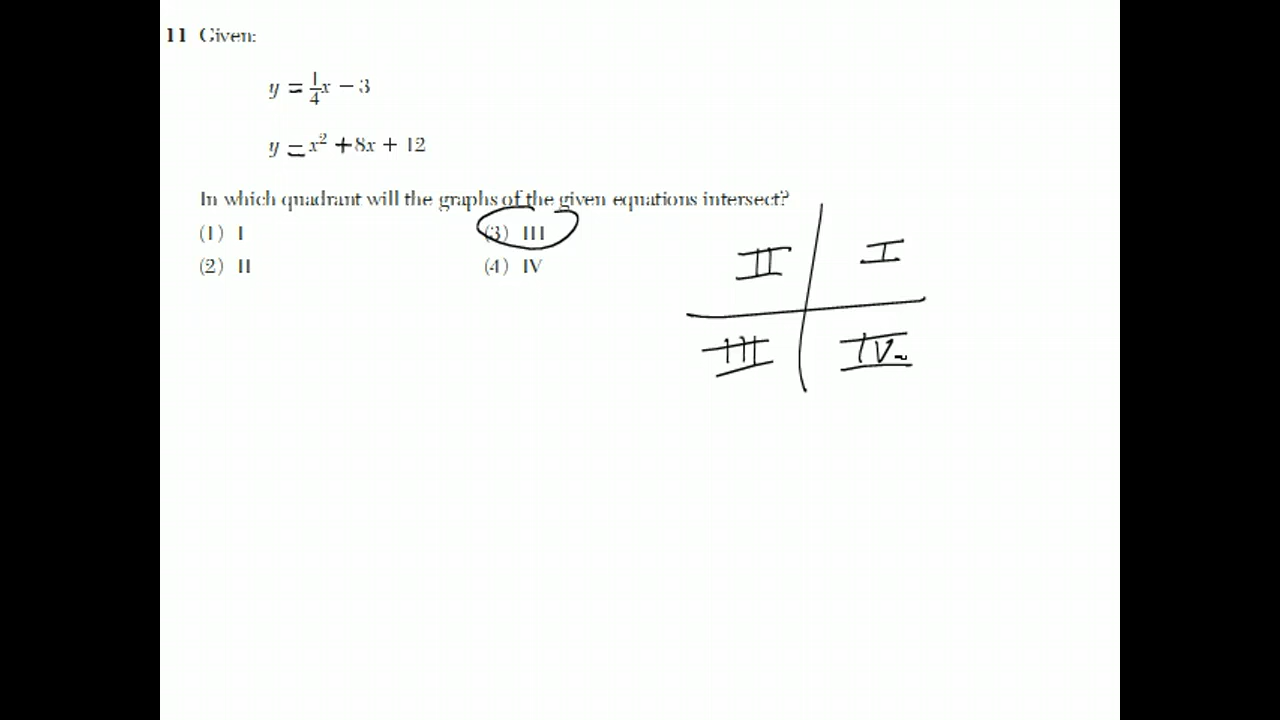 11 Given:
y = 1/4 x − 3
y = x² + 8x + 12
In which quadrant will the graphs of the given equations intersect?
(1) I (3) III
(2) II (4) IV
II I
III IV